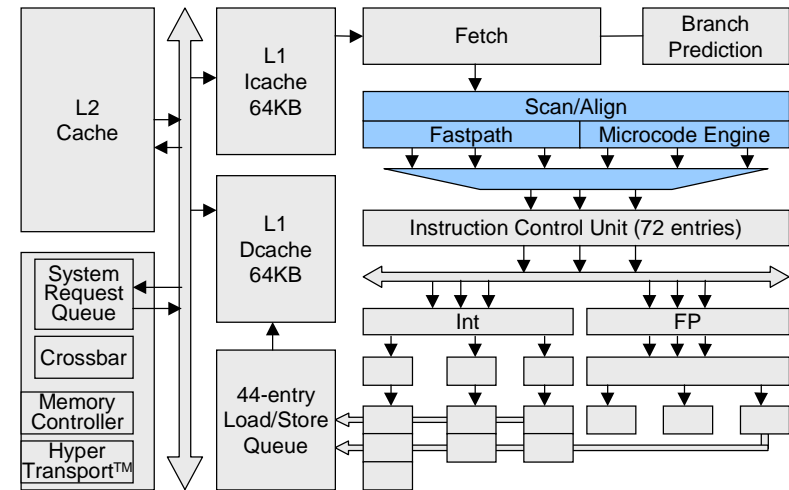 L2
Cache
L1
Icache
64KB
Fetch
Branch
Prediction
Scan/Align
Fastpath
Microcode Engine
L1
Dcache
64KB
Instruction Control Unit (72 entries)
System
Request
Queue
Crossbar
Memory
Controller
Hyper
Transport™
44-entry
Load/Store
Queue
Int
FP